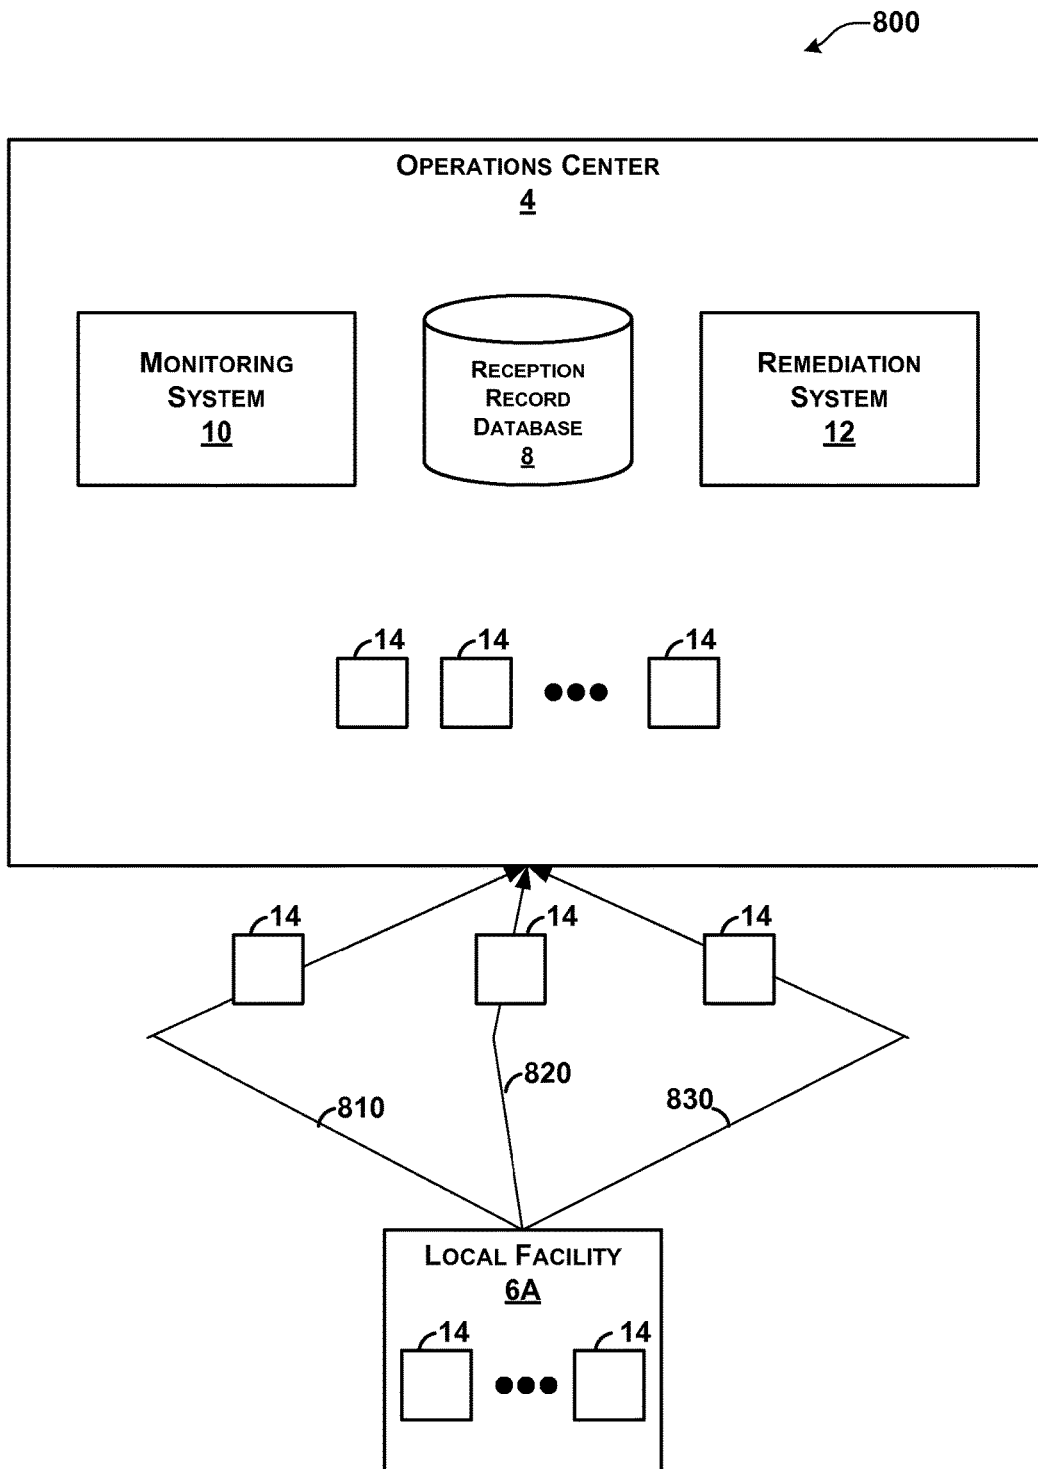 800
OPERATIONS CENTER
4
MONITORING
SYSTEM
10
RECEPTION
RECORD
DATABASE
8
REMEDIATION
SYSTEM
12
14
14
14
14
14
14
820
810
830
LOCAL FACILITY
6A
14
14